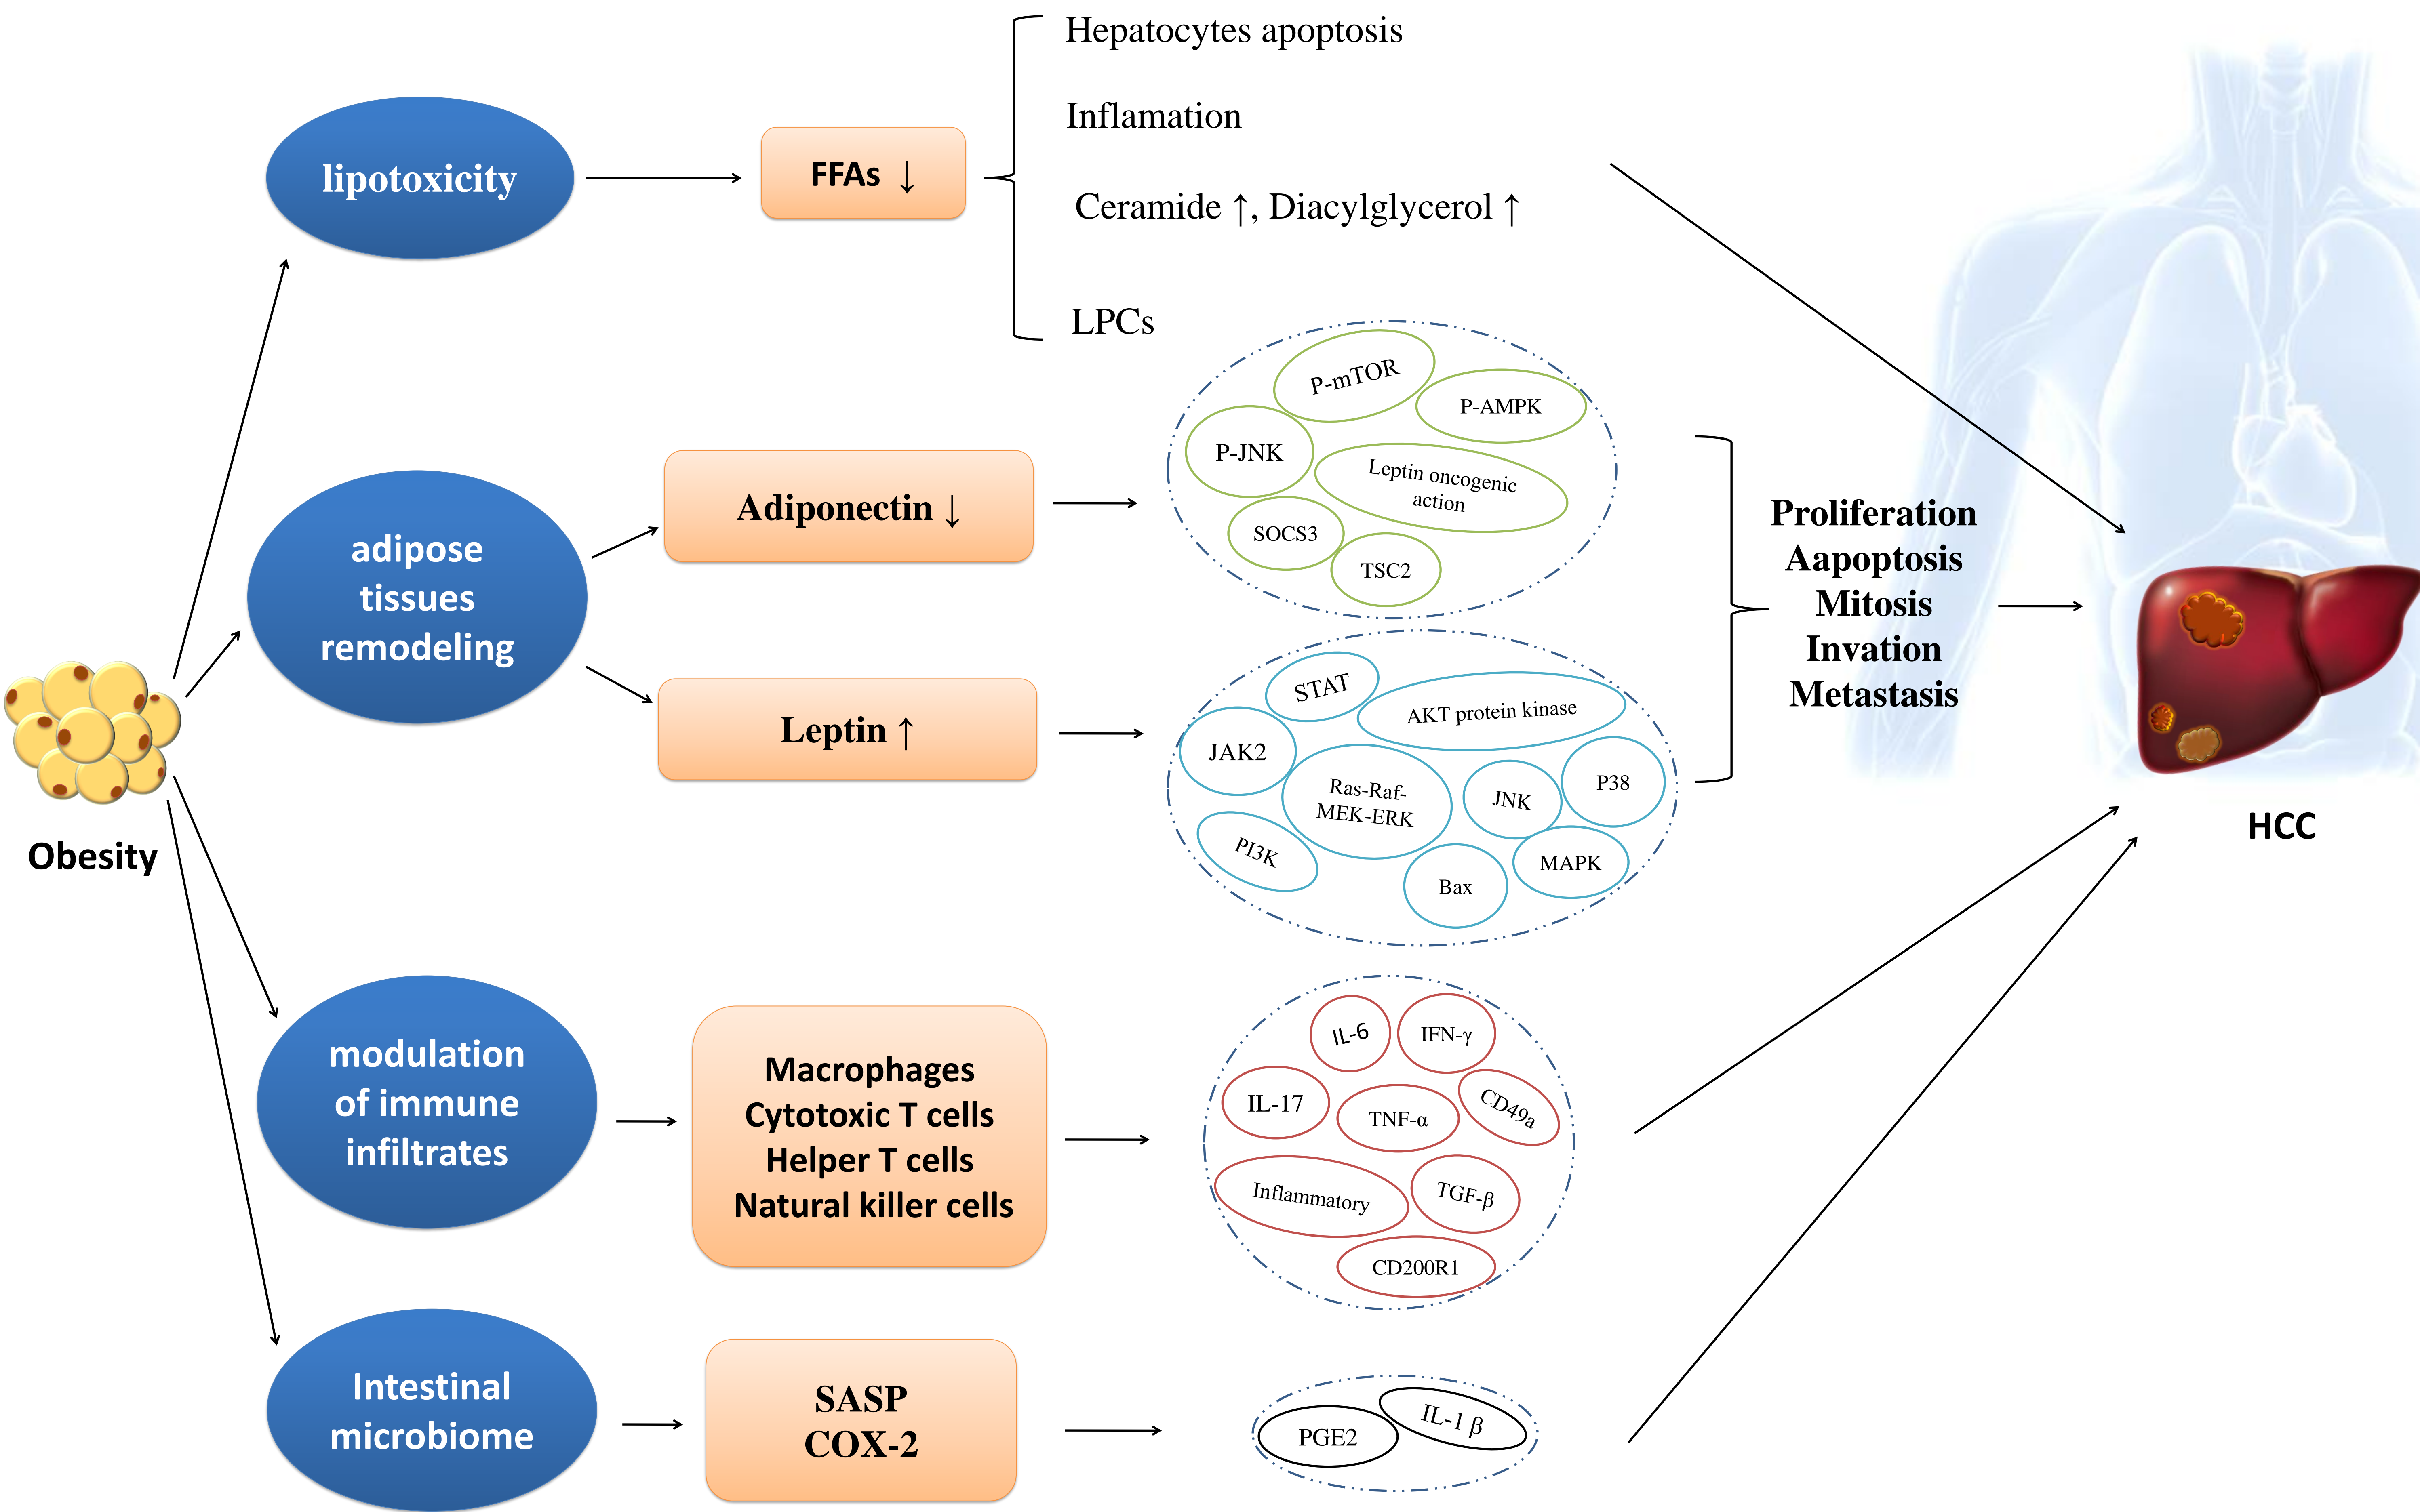 Hepatocytes apoptosis
Inflamation
Ceramide ↑, Diacylglycerol ↑
LPCs
lipotoxicity
FFAs ↓
adipose
tissues
remodeling
Adiponectin ↓
Leptin ↑
P-mTOR
P-AMPK
P-JNK
Leptin oncogenic
action
SOCS3
TSC2
STAT
AKT protein kinase
JAK2
Ras-Raf-
MEK-ERK
JNK
P38
PI3K
Bax
MAPK
Proliferation
Aapoptosis
Mitosis
Invation
Metastasis
HCC
Obesity
modulation
of immune
infiltrates
Macrophages
Cytotoxic T cells
Helper T cells
Natural killer cells
IL-6
IFN-γ
IL-17
TNF-α
CD49a
Inflammatory
TGF-β
CD200R1
Intestinal
microbiome
SASP
COX-2
PGE2
IL-1 β